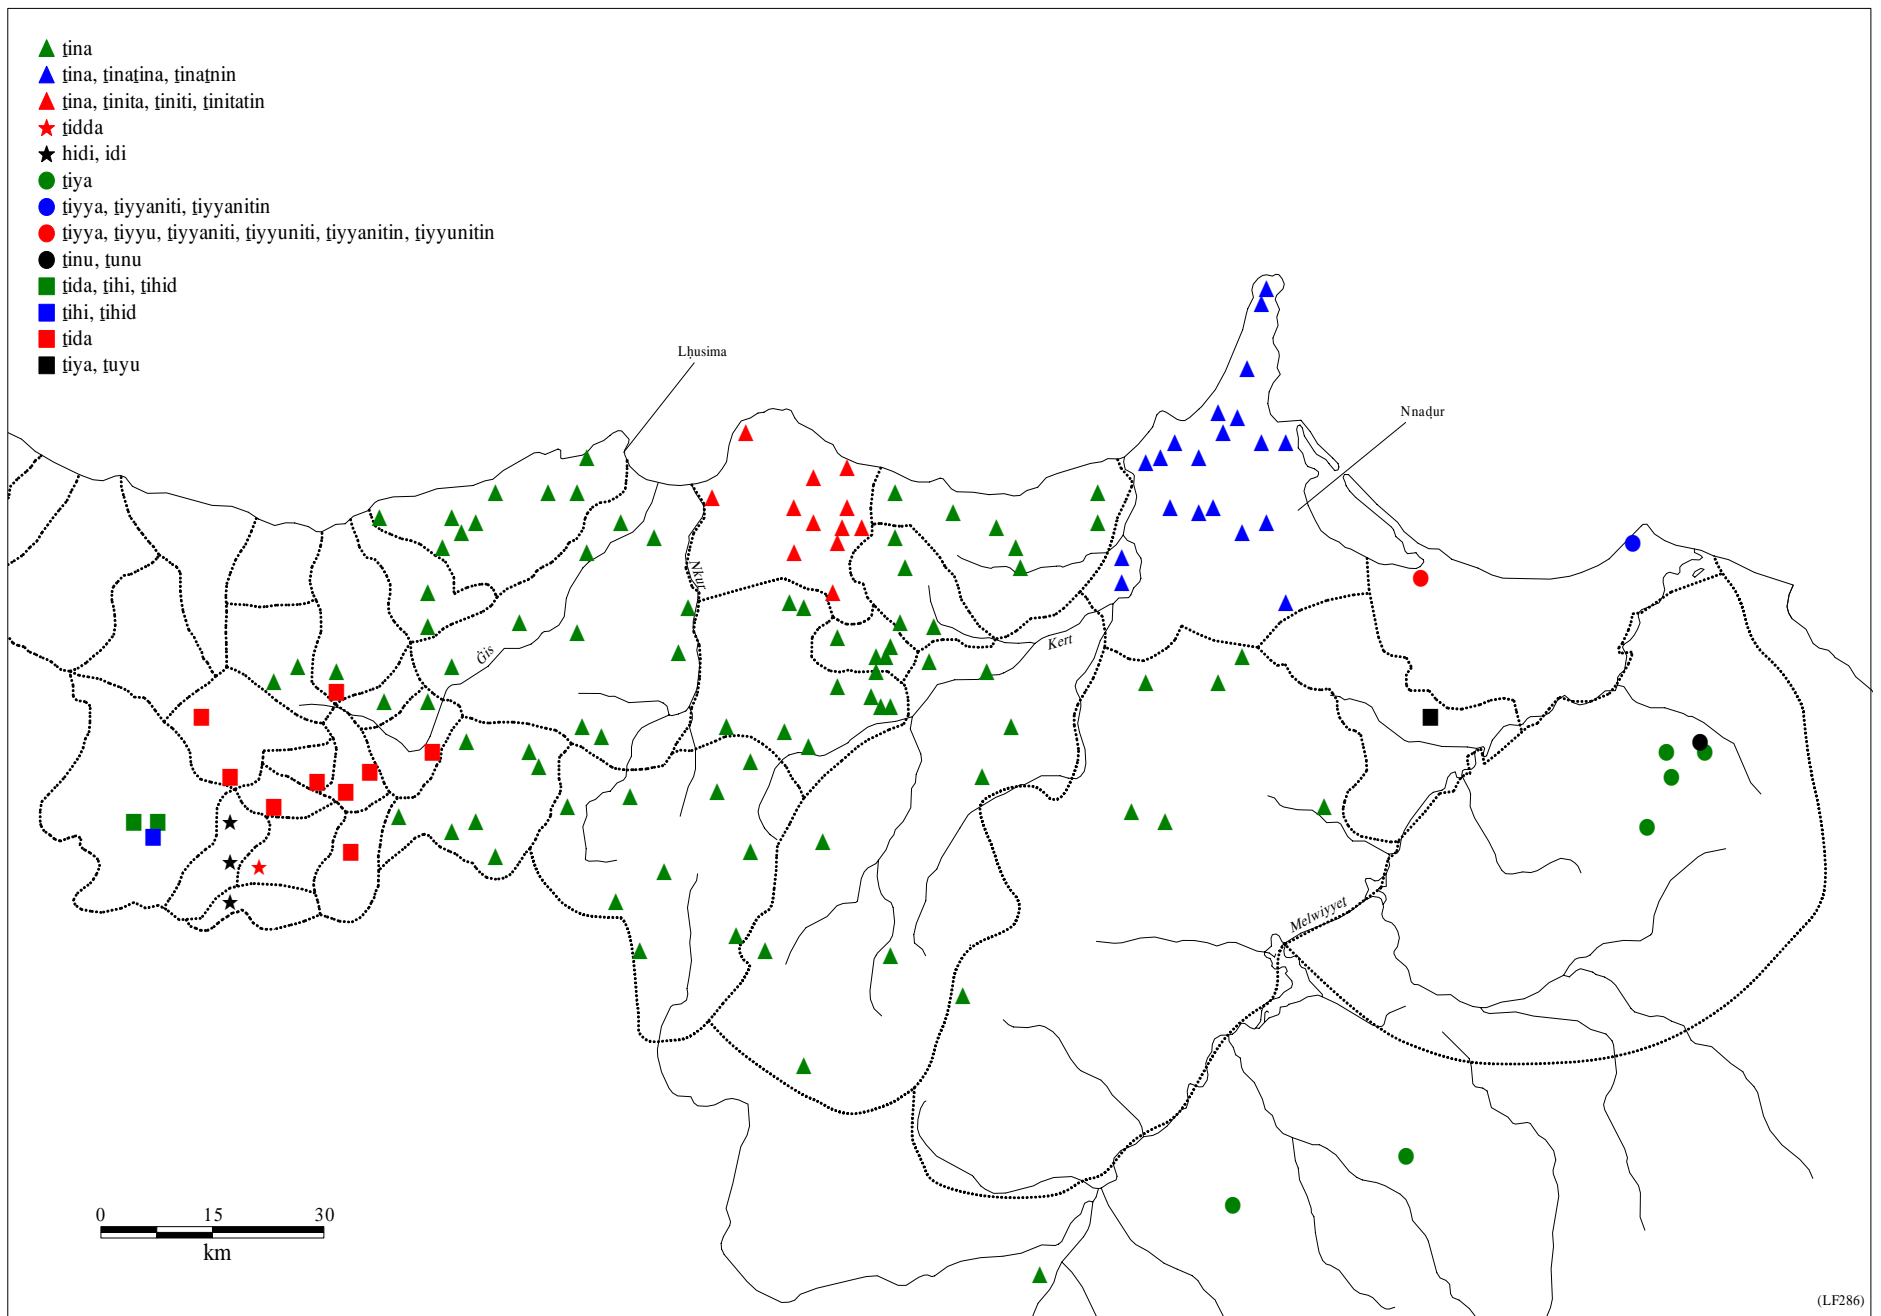 ṯina
ṯina, ṯinaṯina, ṯinaṯnin
ṯina, ṯinita, ṯiniti, ṯinitatin
ṯidda
hidi, idi
ṯiya
ṯiyya, ṯiyyaniti, ṯiyyanitin
ṯiyya, ṯiyyu, ṯiyyaniti, ṯiyyuniti, ṯiyyanitin, ṯiyyunitin
ṯinu, ṯunu
ṯida, ṯihi, ṯihid
ṯihi, ṯihid
ṯida
ṯiya, ṯuyu
Lḥusima
Nnaḍur
Nkur
Kert
Ġis
Melwiyyeṯ
0 15 30
km
(LF286)